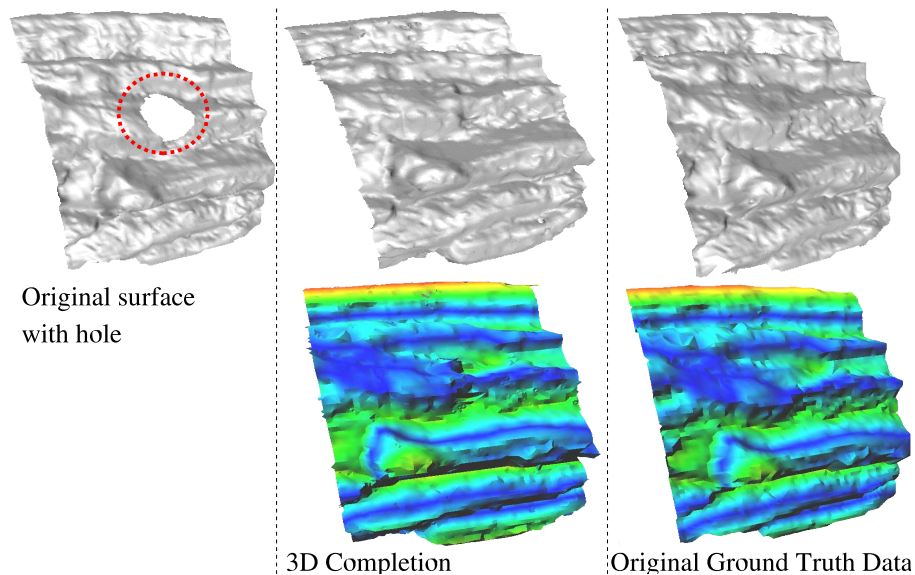 Original surface
with hole
3D Completion
Original Ground Truth Data